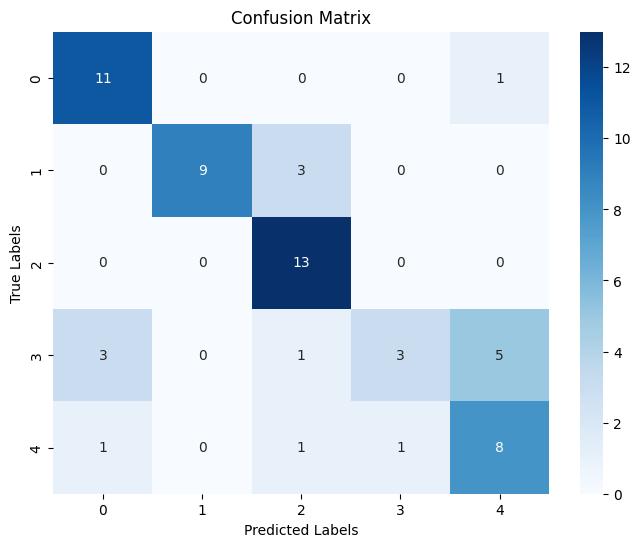 Confusion Matrix
True Labels
0 11 0 0 0 1
1 0 9 3 0 0
2 0 0 13 0 0
3 3 0 1 3 5
4 1 0 1 1 8
0 1 2 3 4
Predicted Labels
12
10
8
6
4
2
0